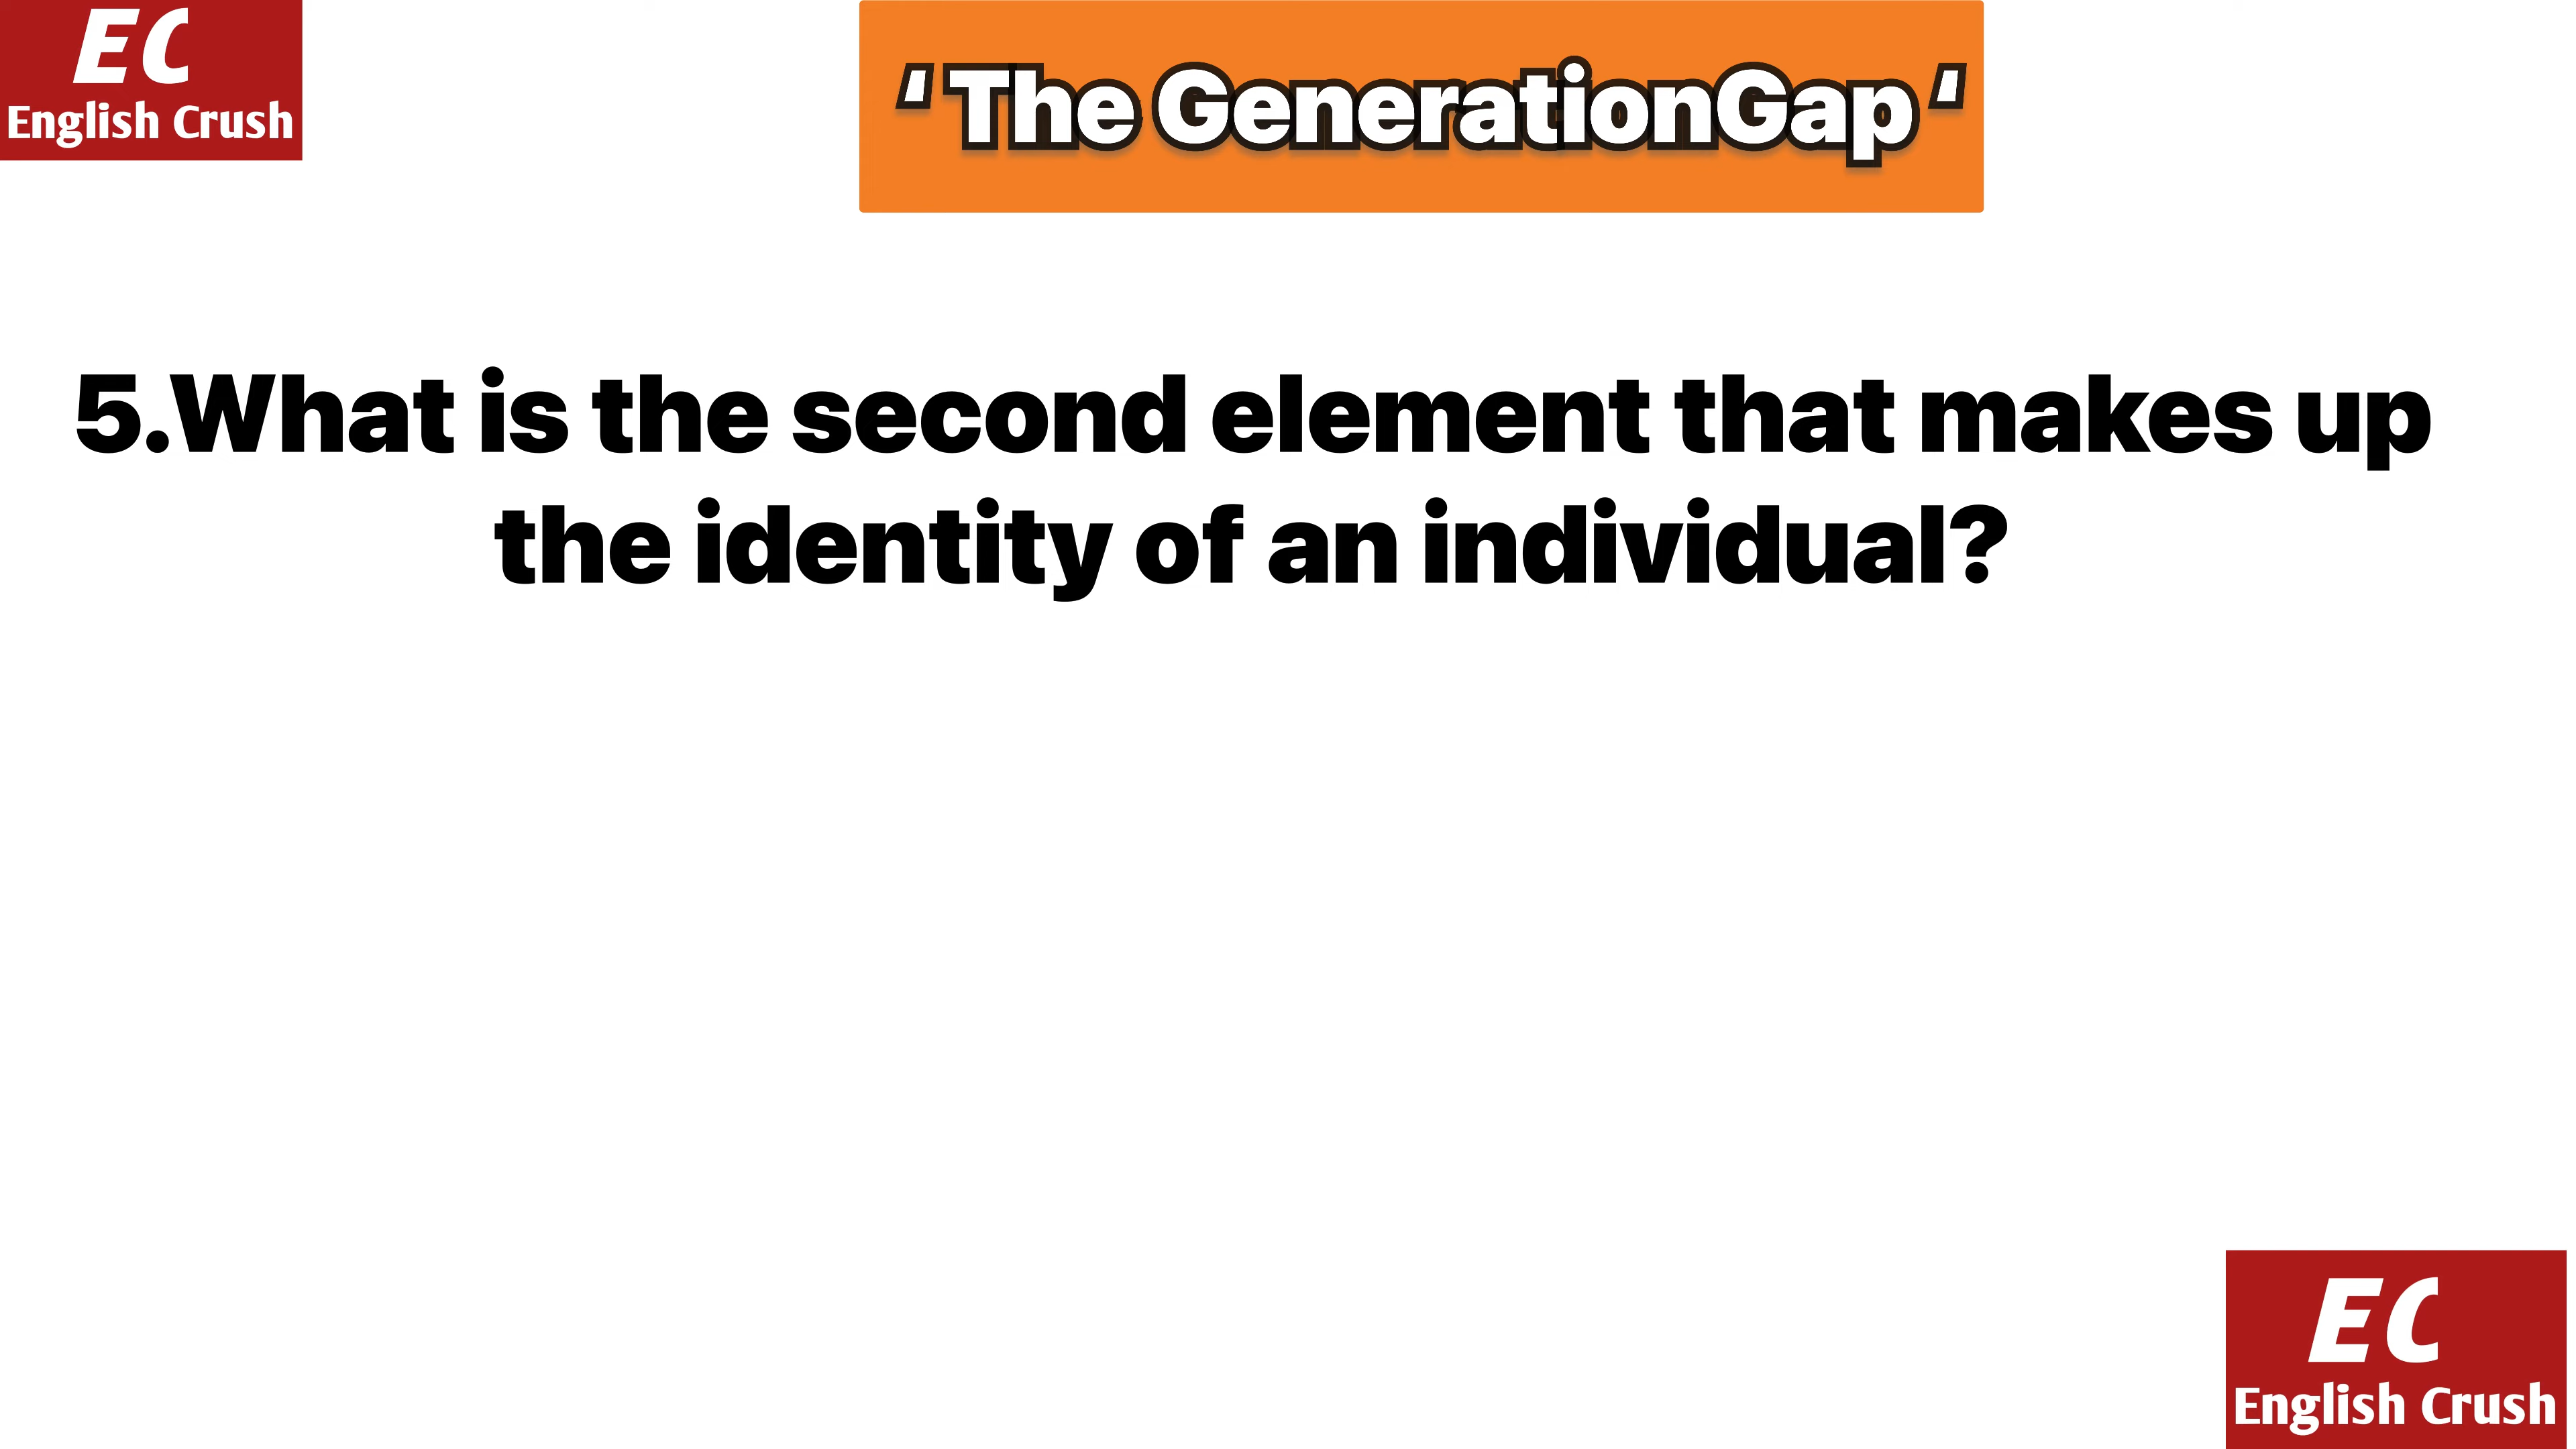 EC
English Crush
‘ The GenerationGap ‘
5.What is the second element that makes up
the identity of an individual?
EC
English Crush